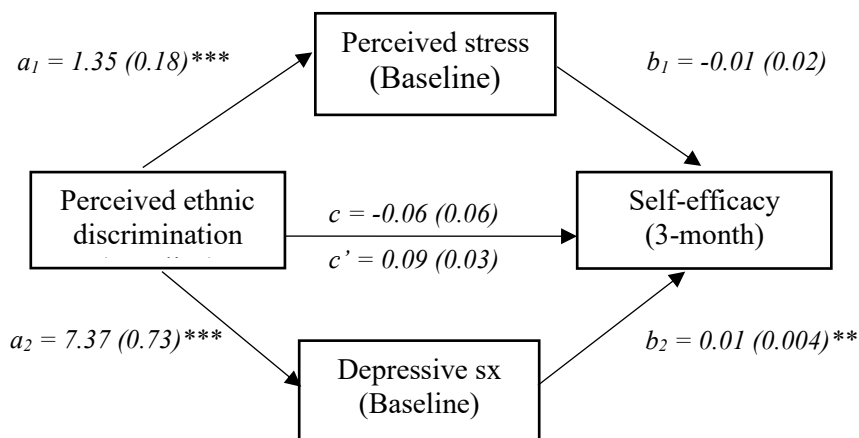 Perceived stress
(Baseline)
a₁ = 1.35 (0.18)***
b₁ = -0.01 (0.02)
Perceived ethnic
discrimination
c = -0.06 (0.06)
c’ = 0.09 (0.03)
Self-efficacy
(3-month)
a₂ = 7.37 (0.73)***
b₂ = 0.01 (0.004)**
Depressive sx
(Baseline)